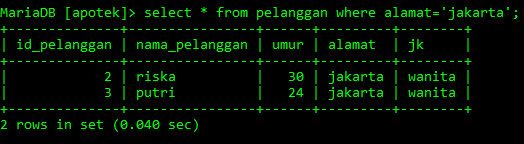 MariaDB [apotek]> select * from pelanggan where alamat='jakarta';
+--------------+----------------+------+---------+--------+
| id_pelanggan | nama_pelanggan | umur | alamat  | jk     |
+--------------+----------------+------+---------+--------+
|            2 | riska          |   30 | jakarta | wanita |
|            3 | putri          |   24 | jakarta | wanita |
+--------------+----------------+------+---------+--------+
2 rows in set (0.040 sec)